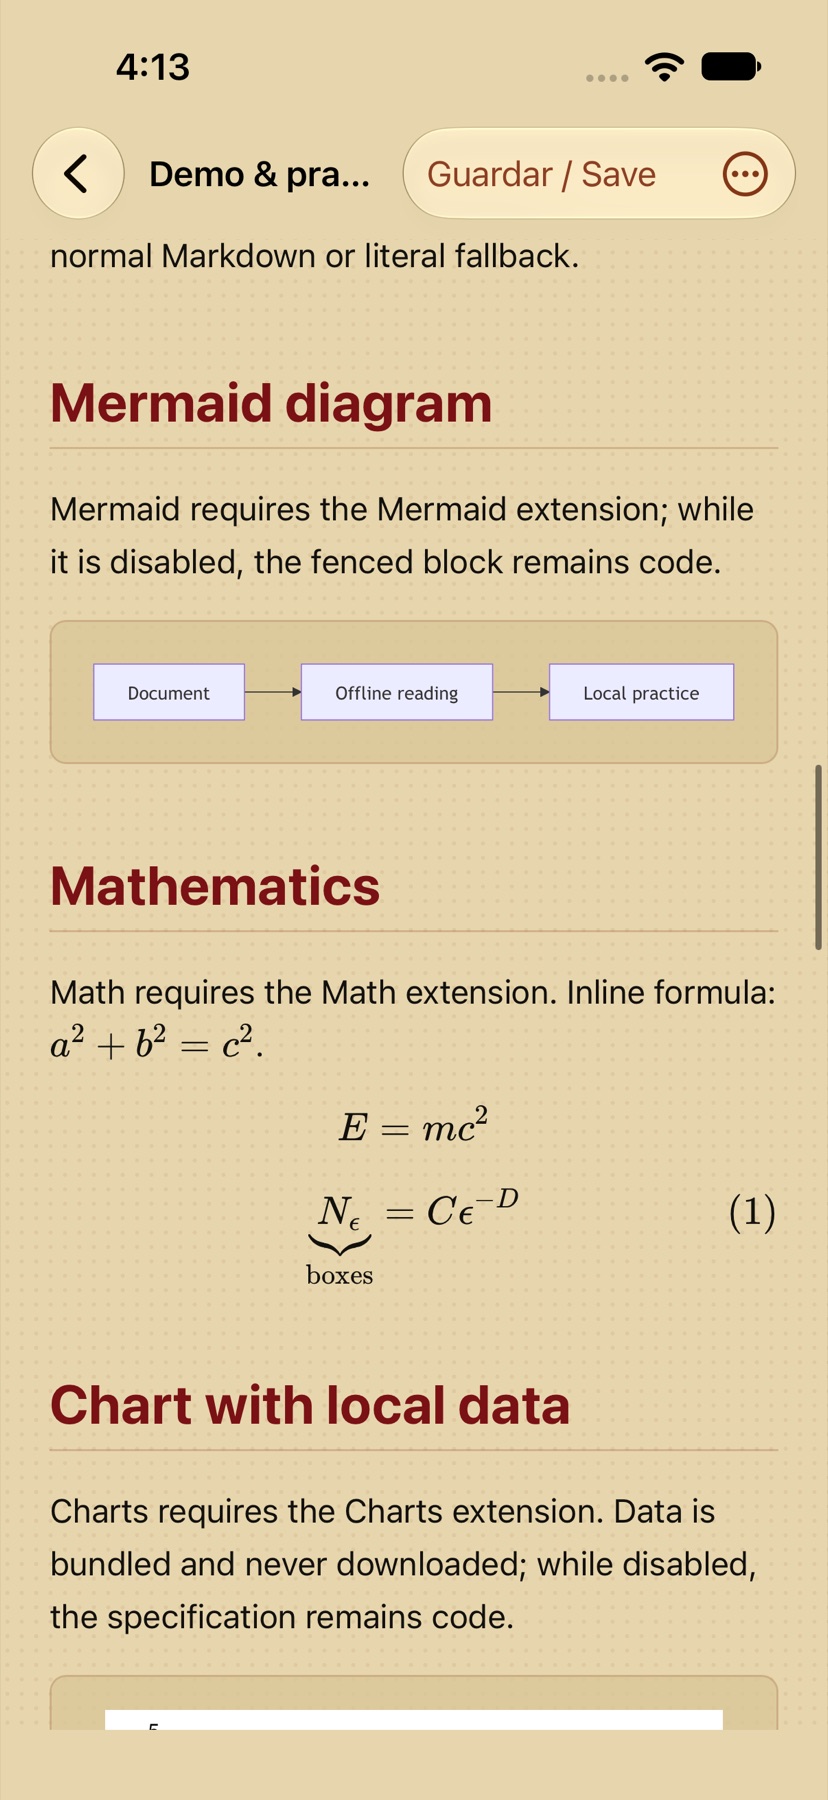 4:13
Demo & pra...
Guardar / Save
normal Markdown or literal fallback.
Mermaid diagram
Mermaid requires the Mermaid extension; while
it is disabled, the fenced block remains code.
Document
Offline reading
Local practice
Mathematics
Math requires the Math extension. Inline formula:
a² + b² = c².
E = mc²
N_ϵ = Cϵ^{−D} (1)
boxes
Chart with local data
Charts requires the Charts extension. Data is
bundled and never downloaded; while disabled,
the specification remains code.